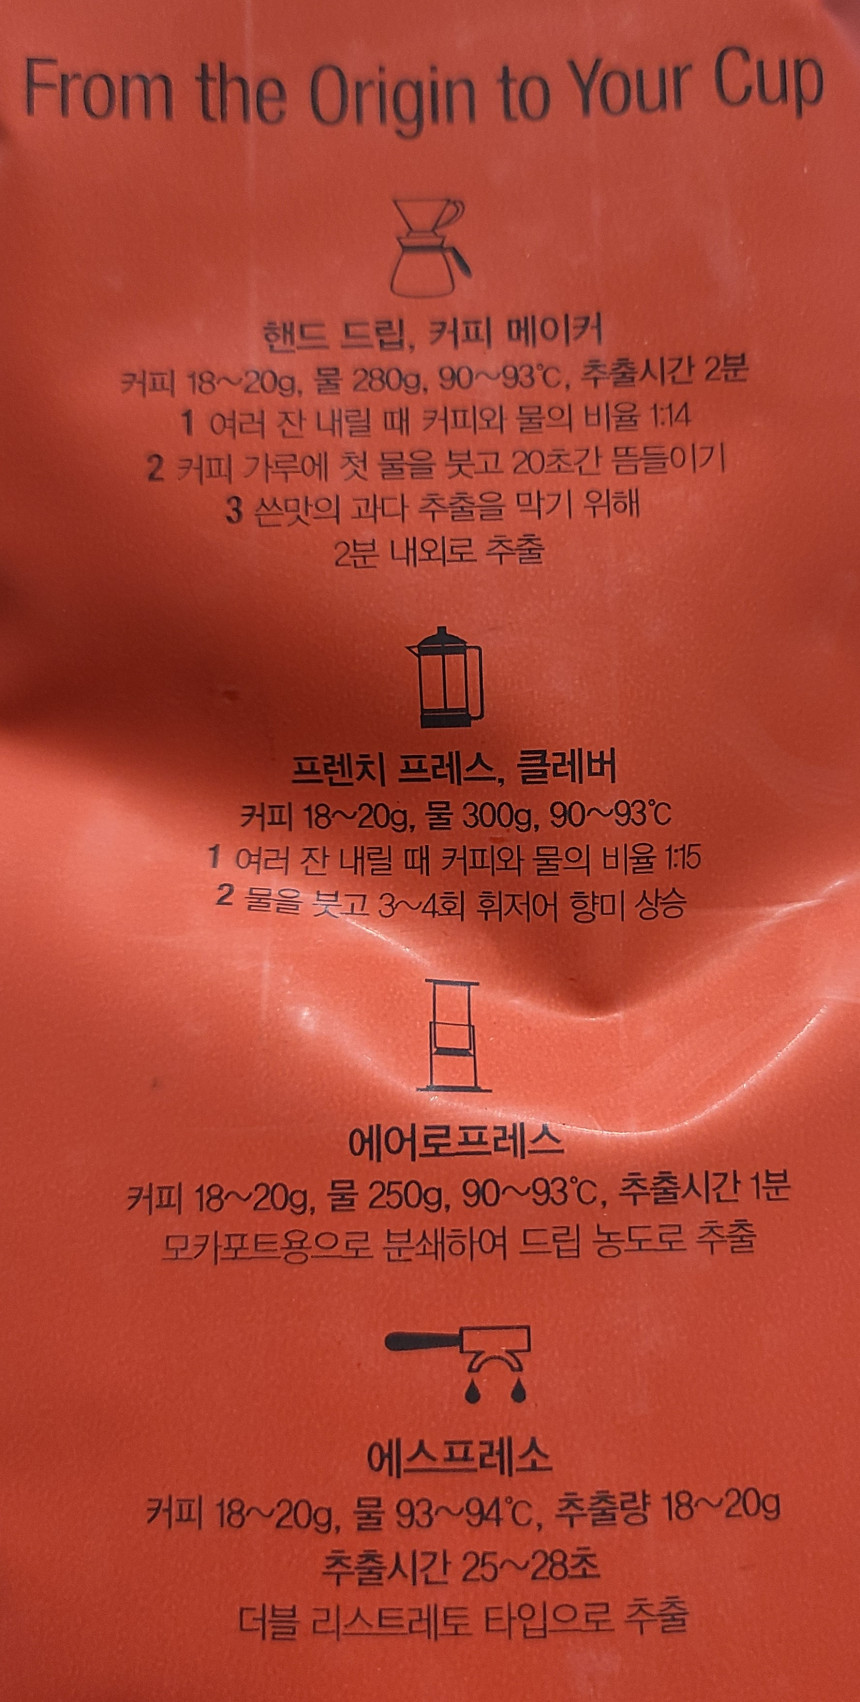 From the Origin to Your Cup
핸드 드립, 커피 메이커
커피 18~20g, 물 280g, 90~93℃, 추출시간 2분
1 여러 잔 내릴 때 커피와 물의 비율 1:14
2 커피 가루에 첫 물을 붓고 20초간 뜸들이기
3 쓴맛의 과다 추출을 막기 위해
2분 내외로 추출
프렌치 프레스, 클레버
커피 18~20g, 물 300g, 90~93℃
1 여러 잔 내릴 때 커피와 물의 비율 1:15
2 물을 붓고 3~4회 휘저어 향미 상승
에어로프레스
커피 18~20g, 물 250g, 90~93℃, 추출시간 1분
모카포트용으로 분쇄하여 드립 농도로 추출
에스프레소
커피 18~20g, 물 93~94℃, 추출량 18~20g
추출시간 25~28초
더블 리스트레토 타입으로 추출